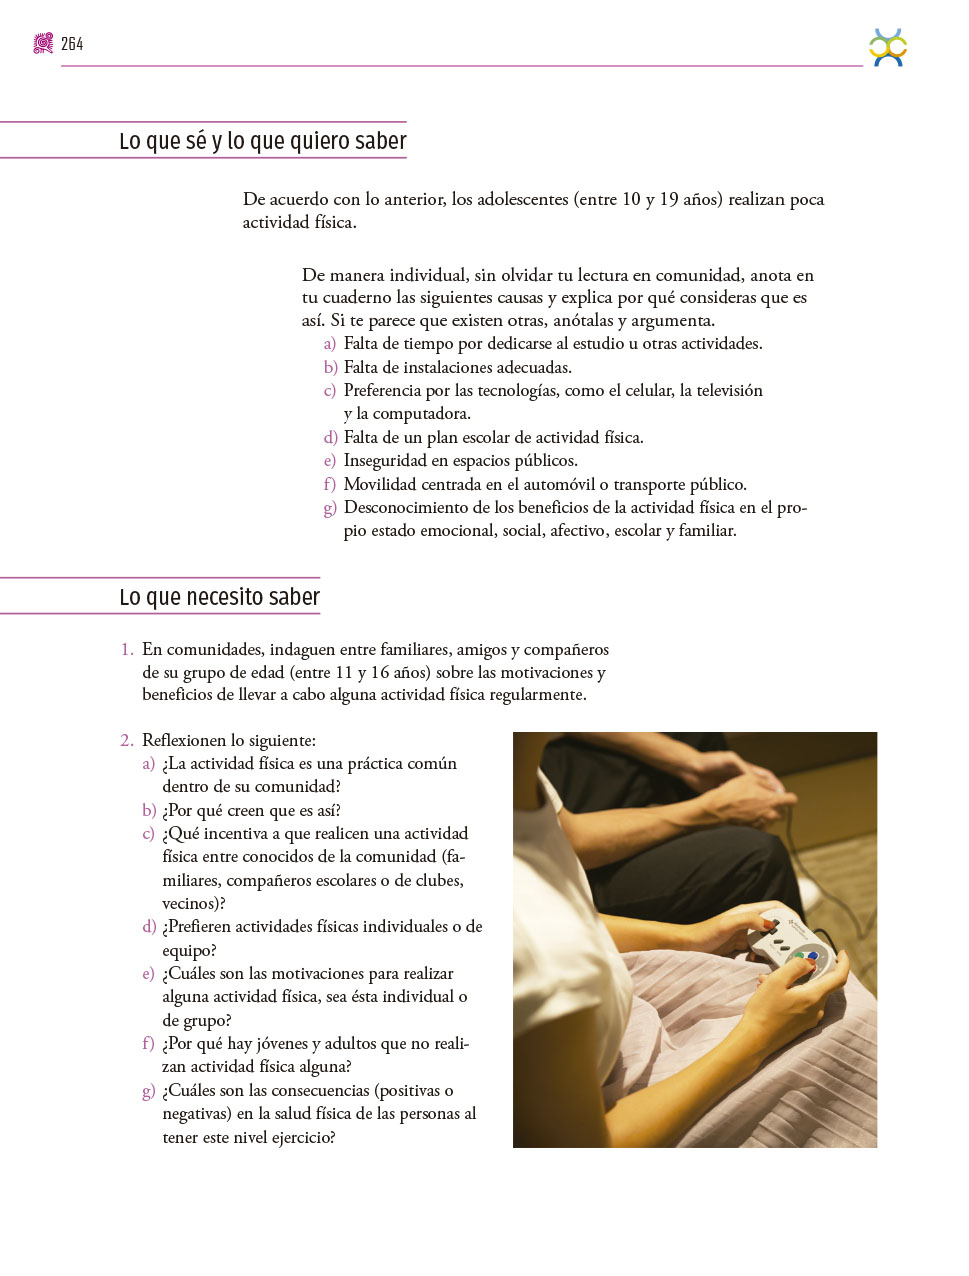 264
Lo que sé y lo que quiero saber
De acuerdo con lo anterior, los adolescentes (entre 10 y 19 años) realizan poca
actividad física.
De manera individual, sin olvidar tu lectura en comunidad, anota en
tu cuaderno las siguientes causas y explica por qué consideras que es
así. Si te parece que existen otras, anótalas y argumenta.
a) Falta de tiempo por dedicarse al estudio u otras actividades.
b) Falta de instalaciones adecuadas.
c) Preferencia por las tecnologías, como el celular, la televisión
y la computadora.
d) Falta de un plan escolar de actividad física.
e) Inseguridad en espacios públicos.
f) Movilidad centrada en el automóvil o transporte público.
g) Desconocimiento de los beneficios de la actividad física en el pro-
pio estado emocional, social, afectivo, escolar y familiar.
Lo que necesito saber
1. En comunidades, indaguen entre familiares, amigos y compañeros
de su grupo de edad (entre 11 y 16 años) sobre las motivaciones y
beneficios de llevar a cabo alguna actividad física regularmente.
2. Reflexionen lo siguiente:
a) ¿La actividad física es una práctica común
dentro de su comunidad?
b) ¿Por qué creen que es así?
c) ¿Qué incentiva a que realicen una actividad
física entre conocidos de la comunidad (fa-
miliares, compañeros escolares o de clubes,
vecinos)?
d) ¿Prefieren actividades físicas individuales o de
equipo?
e) ¿Cuáles son las motivaciones para realizar
alguna actividad física, sea ésta individual o
de grupo?
f) ¿Por qué hay jóvenes y adultos que no reali-
zan actividad física alguna?
g) ¿Cuáles son las consecuencias (positivas o
negativas) en la salud física de las personas al
tener este nivel ejercicio?